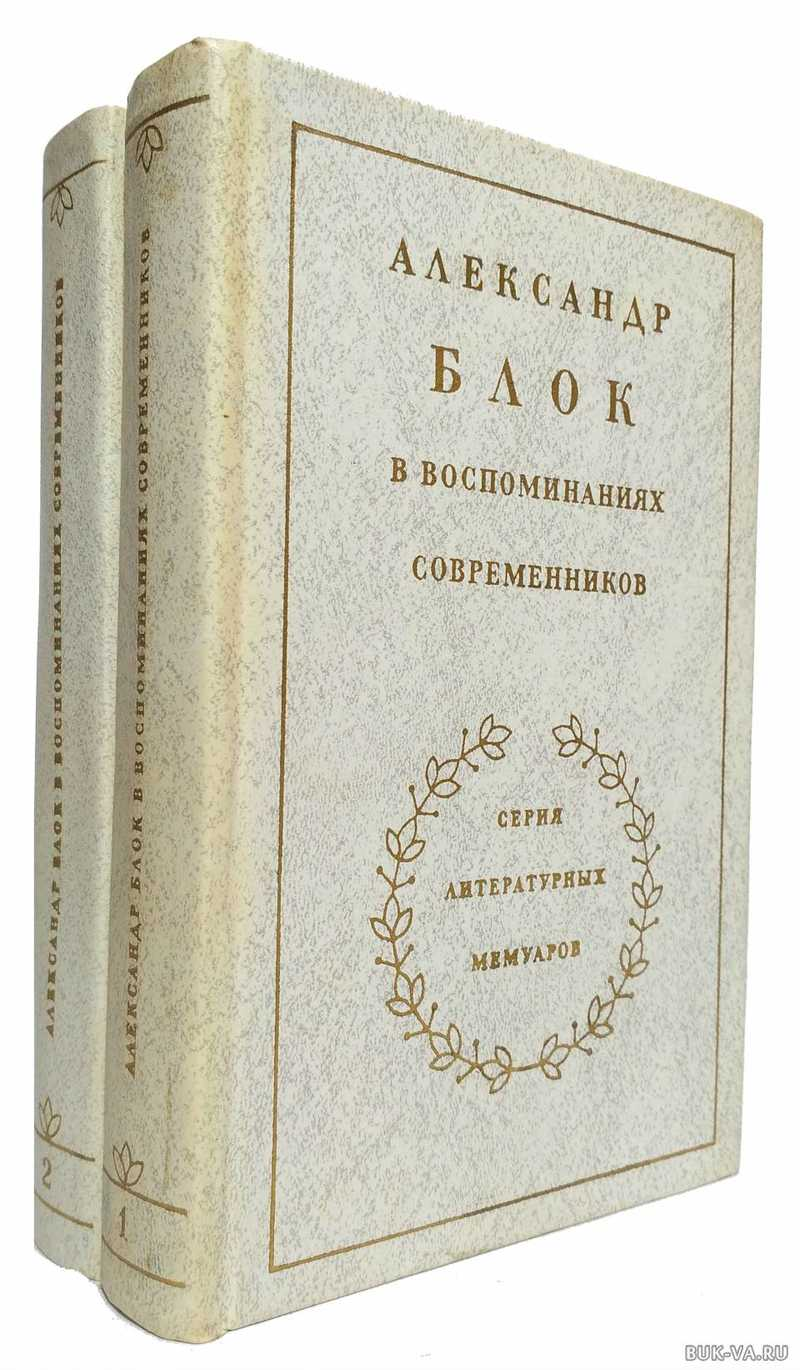 АЛЕКСАНДР БЛОК В ВОСПОМИНАНИЯХ СОВРЕМЕННИКОВ
2
АЛЕКСАНДР БЛОК В ВОСПОМИНАНИЯХ СОВРЕМЕННИКОВ
1
АЛЕКСАНДР
БЛОК
В ВОСПОМИНАНИЯХ
СОВРЕМЕННИКОВ
СЕРИЯ
ЛИТЕРАТУРНЫХ
МЕМУАРОВ
BUK-VA.RU